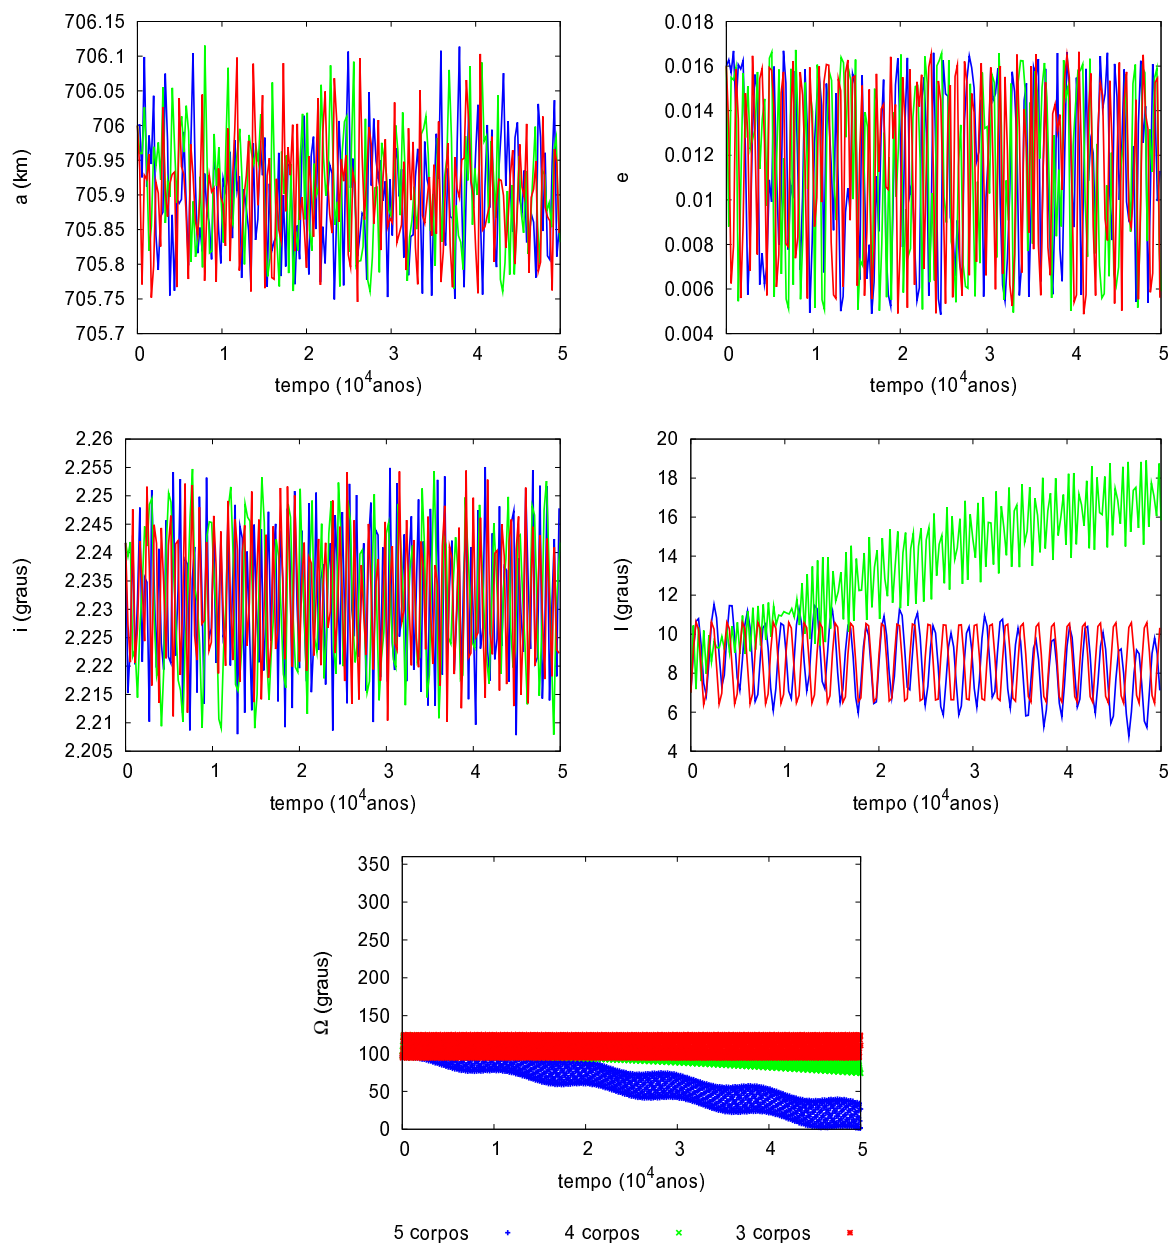 706.15
706.1
706.05
706
705.95
705.9
705.85
705.8
705.75
705.7
a (km)
0 1 2 3 4 5
tempo (10⁴anos)
0.018
0.016
0.014
0.012
0.01
0.008
0.006
0.004
e
0 1 2 3 4 5
tempo (10⁴anos)
2.26
2.255
2.25
2.245
2.24
2.235
2.23
2.225
2.22
2.215
2.21
2.205
i (graus)
0 1 2 3 4 5
tempo (10⁴anos)
20
18
16
14
12
10
8
6
4
I (graus)
0 1 2 3 4 5
tempo (10⁴anos)
350
300
250
200
150
100
50
0
Ω (graus)
0 1 2 3 4 5
tempo (10⁴anos)
5 corpos 4 corpos 3 corpos